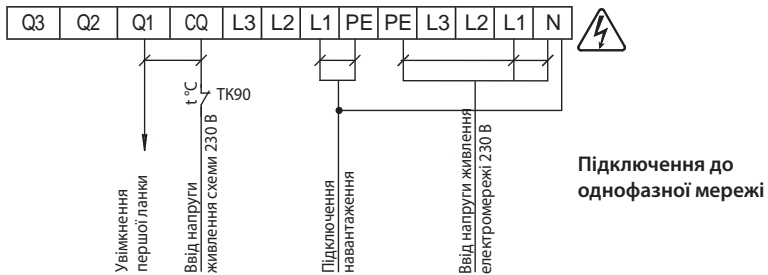 Q3 Q2 Q1 CQ L3 L2 L1 PE PE L3 L2 L1 N
t °C
TK90
Увімкнення
першої ланки
Ввід напруги
живлення схеми 230 В
Підключення
навантаження
Ввід напруги живлення
електромережі 230 В
Підключення до
однофазної мережі